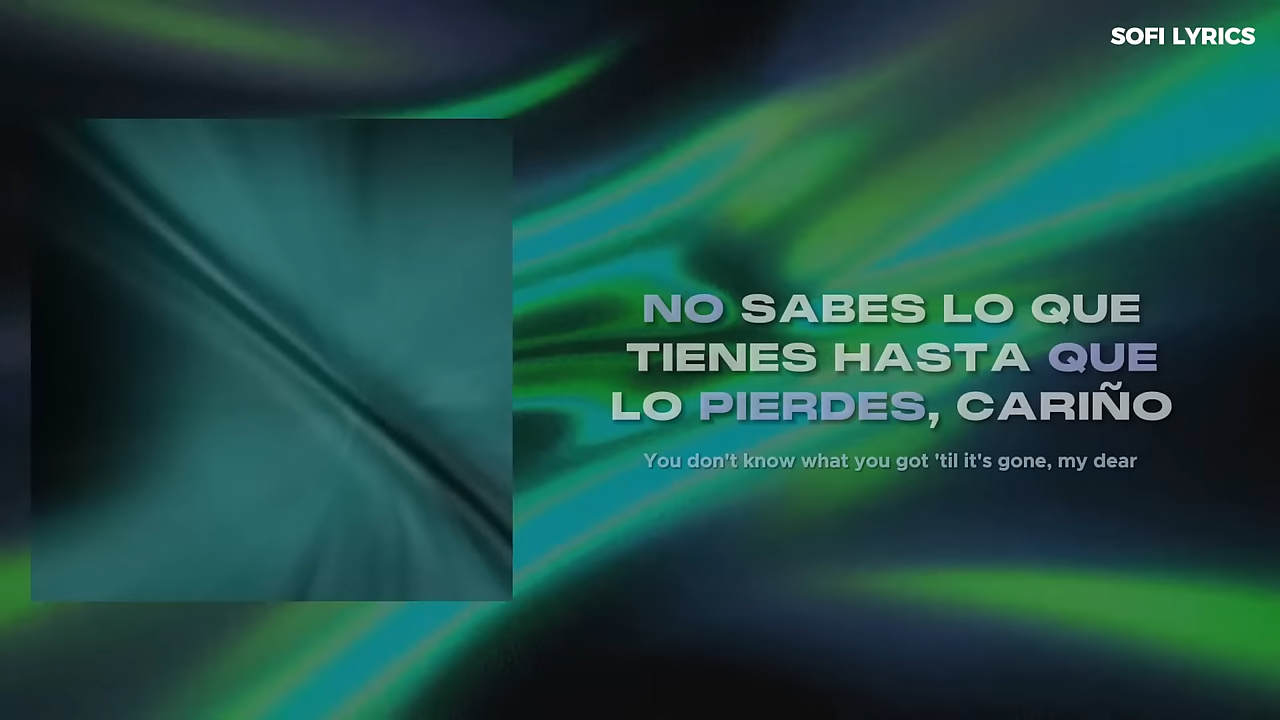 SOFI LYRICS
NO SABES LO QUE
TIENES HASTA QUE
LO PIERDES, CARIÑO
You don't know what you got 'til it's gone, my dear